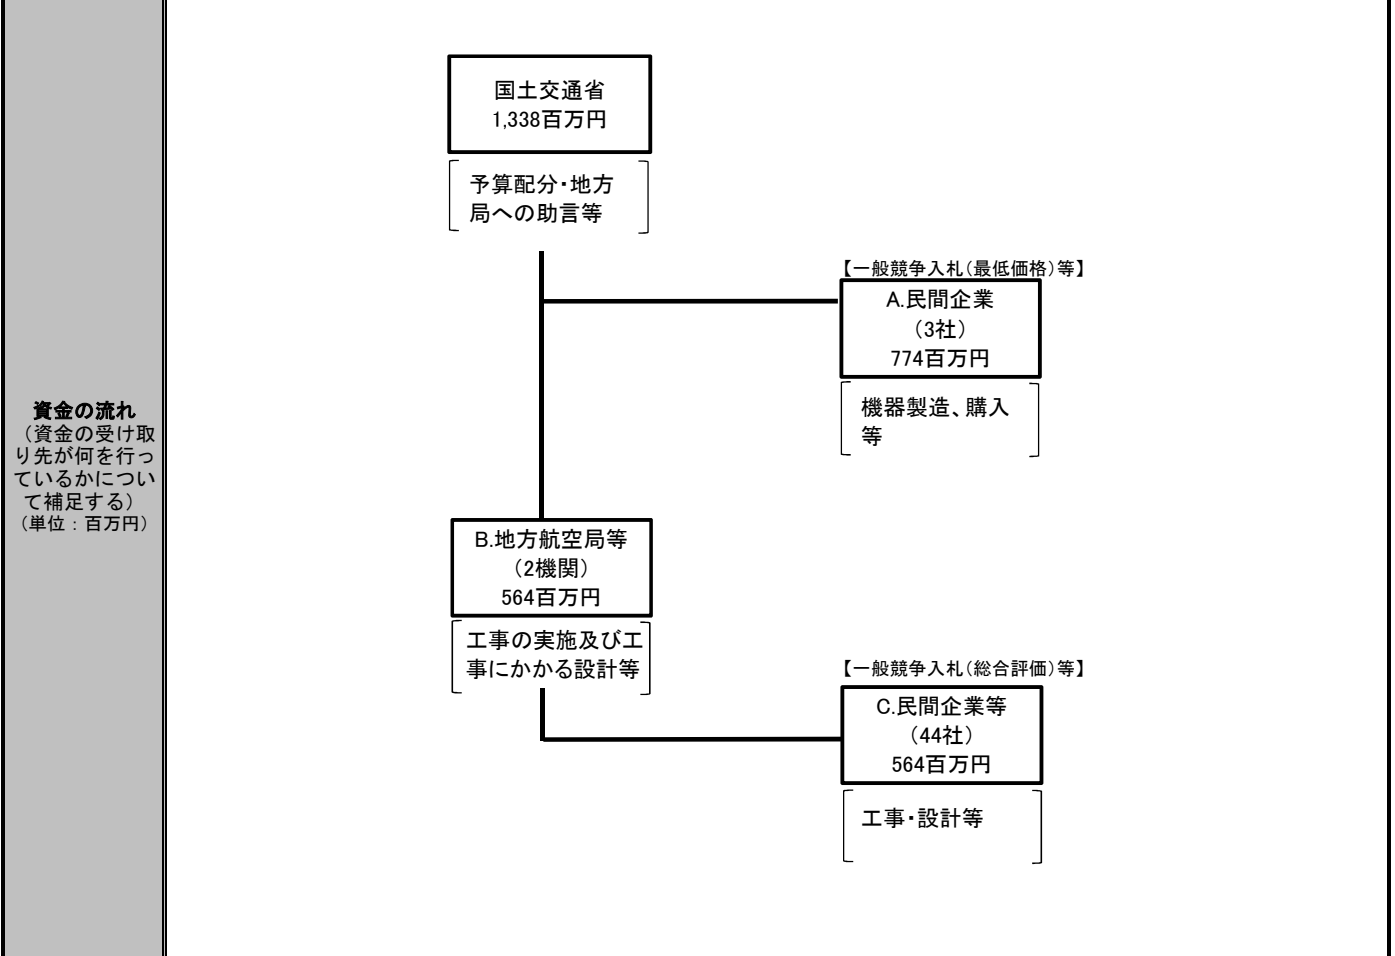 資金の流れ
（資金の受け取
り先が何を行っ
ているかについ
て補足する）
（単位：百万円）
国土交通省
1,338百万円
予算配分・地方
局への助言等
【一般競争入札（最低価格）等】
A.民間企業
（3社）
774百万円
機器製造、購入
等
B.地方航空局等
（2機関）
564百万円
工事の実施及び工
事にかかる設計等
【一般競争入札（総合評価）等】
C.民間企業等
（44社）
564百万円
工事・設計等